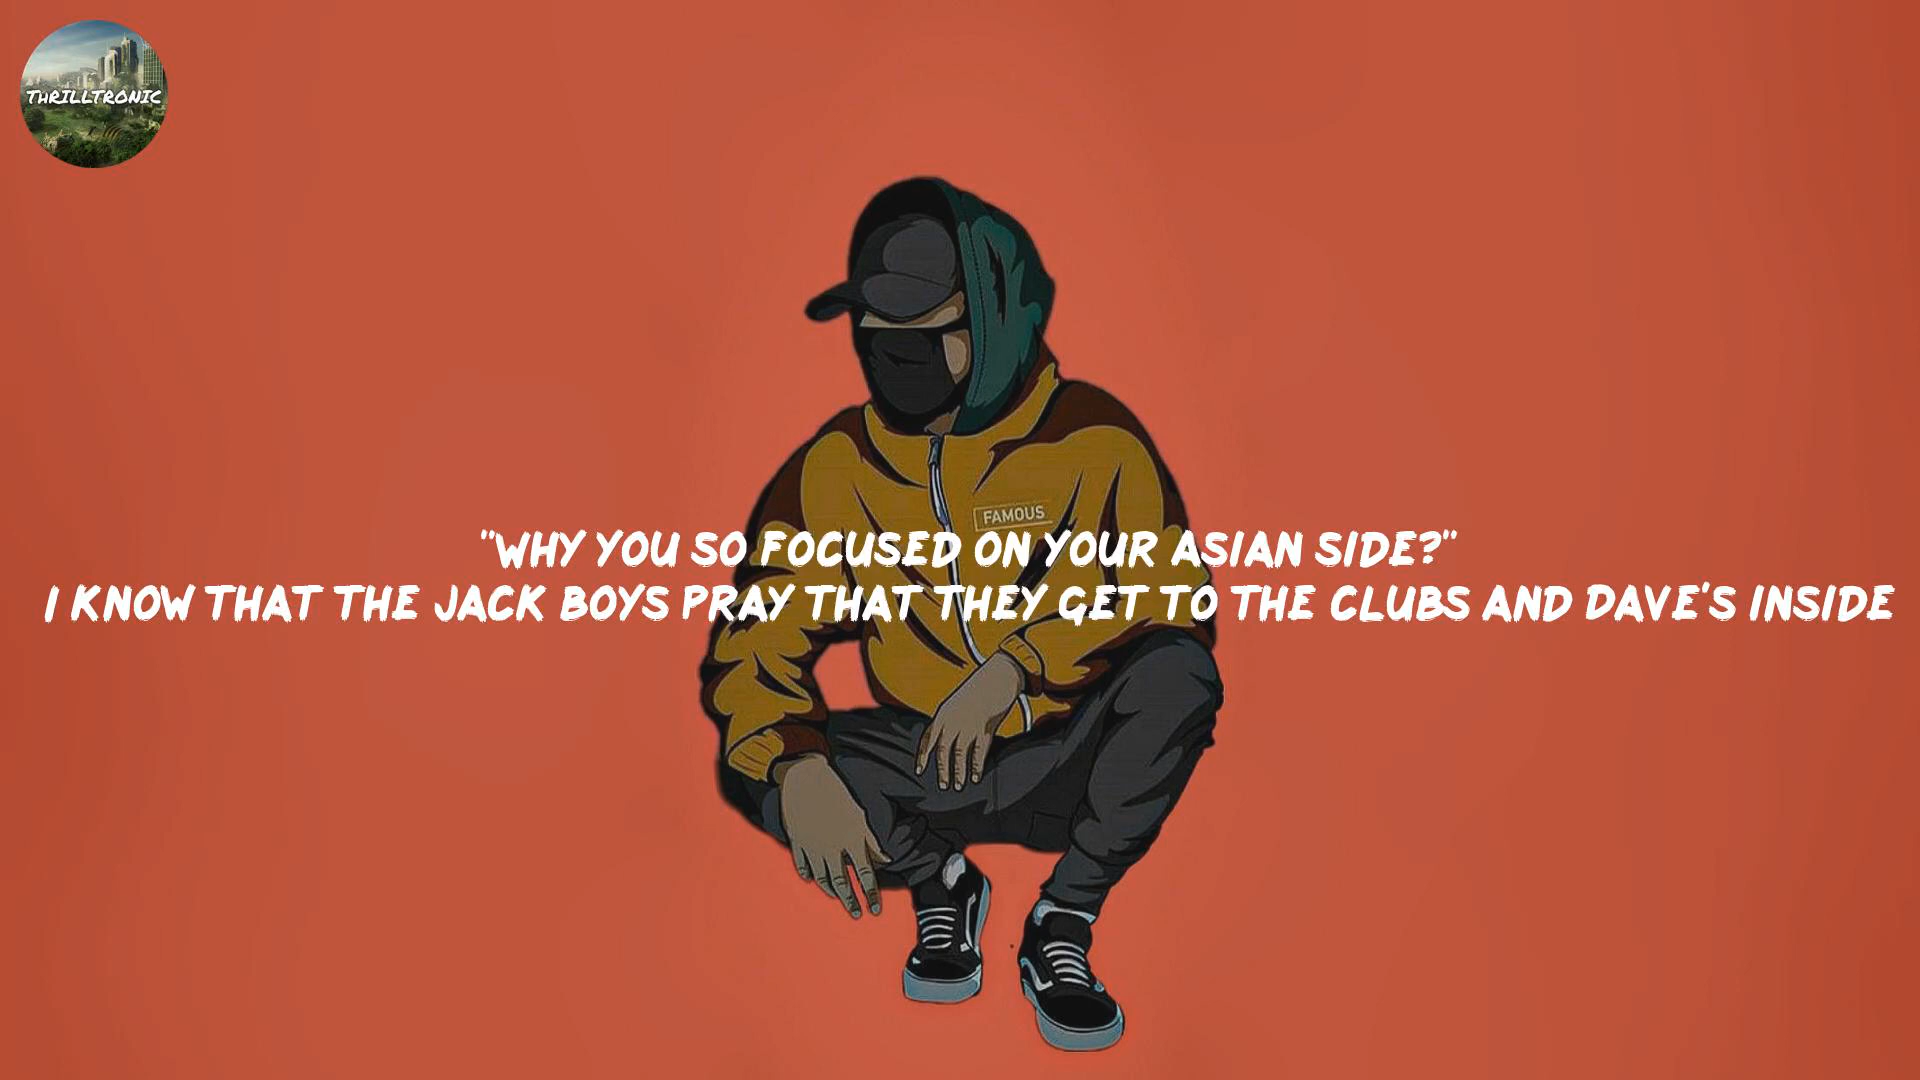 THRILLTRONIC
FAMOUS
"WHY YOU SO FOCUSED ON YOUR ASIAN SIDE?"
I KNOW THAT THE JACK BOYS PRAY THAT THEY GET TO THE CLUBS AND DAVE'S INSIDE